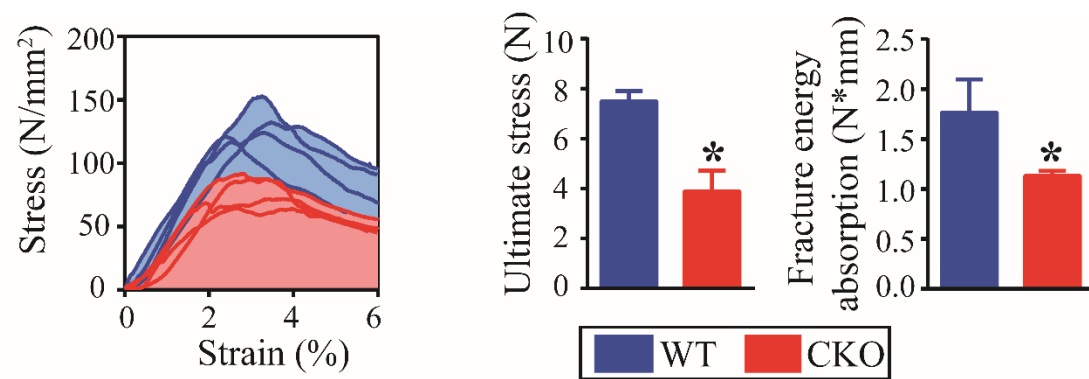 Stress (N/mm²)
200
150
100
50
0
0 2 4 6
Strain (%)
Ultimate stress (N)
10
8
6
4
2
0
*
Fracture energy
absorption (N*mm)
2.5
2.0
1.5
1.0
0.5
0.0
*
WT CKO